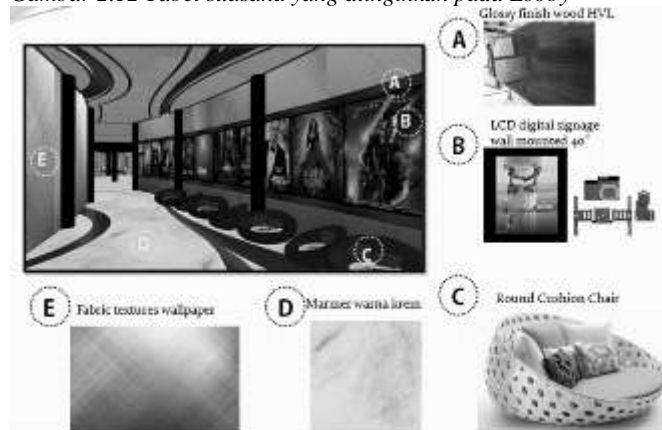 Gambar 2.12 Tabel suasana yang diinginkan pada Lobby
Glossy finish wood HVL
A
A
B
LCD digital signage
wall mounted 40"
B
E
D
C
E
Fabric textures wallpaper
D
Marmer warna krem
C
Round Cushion Chair